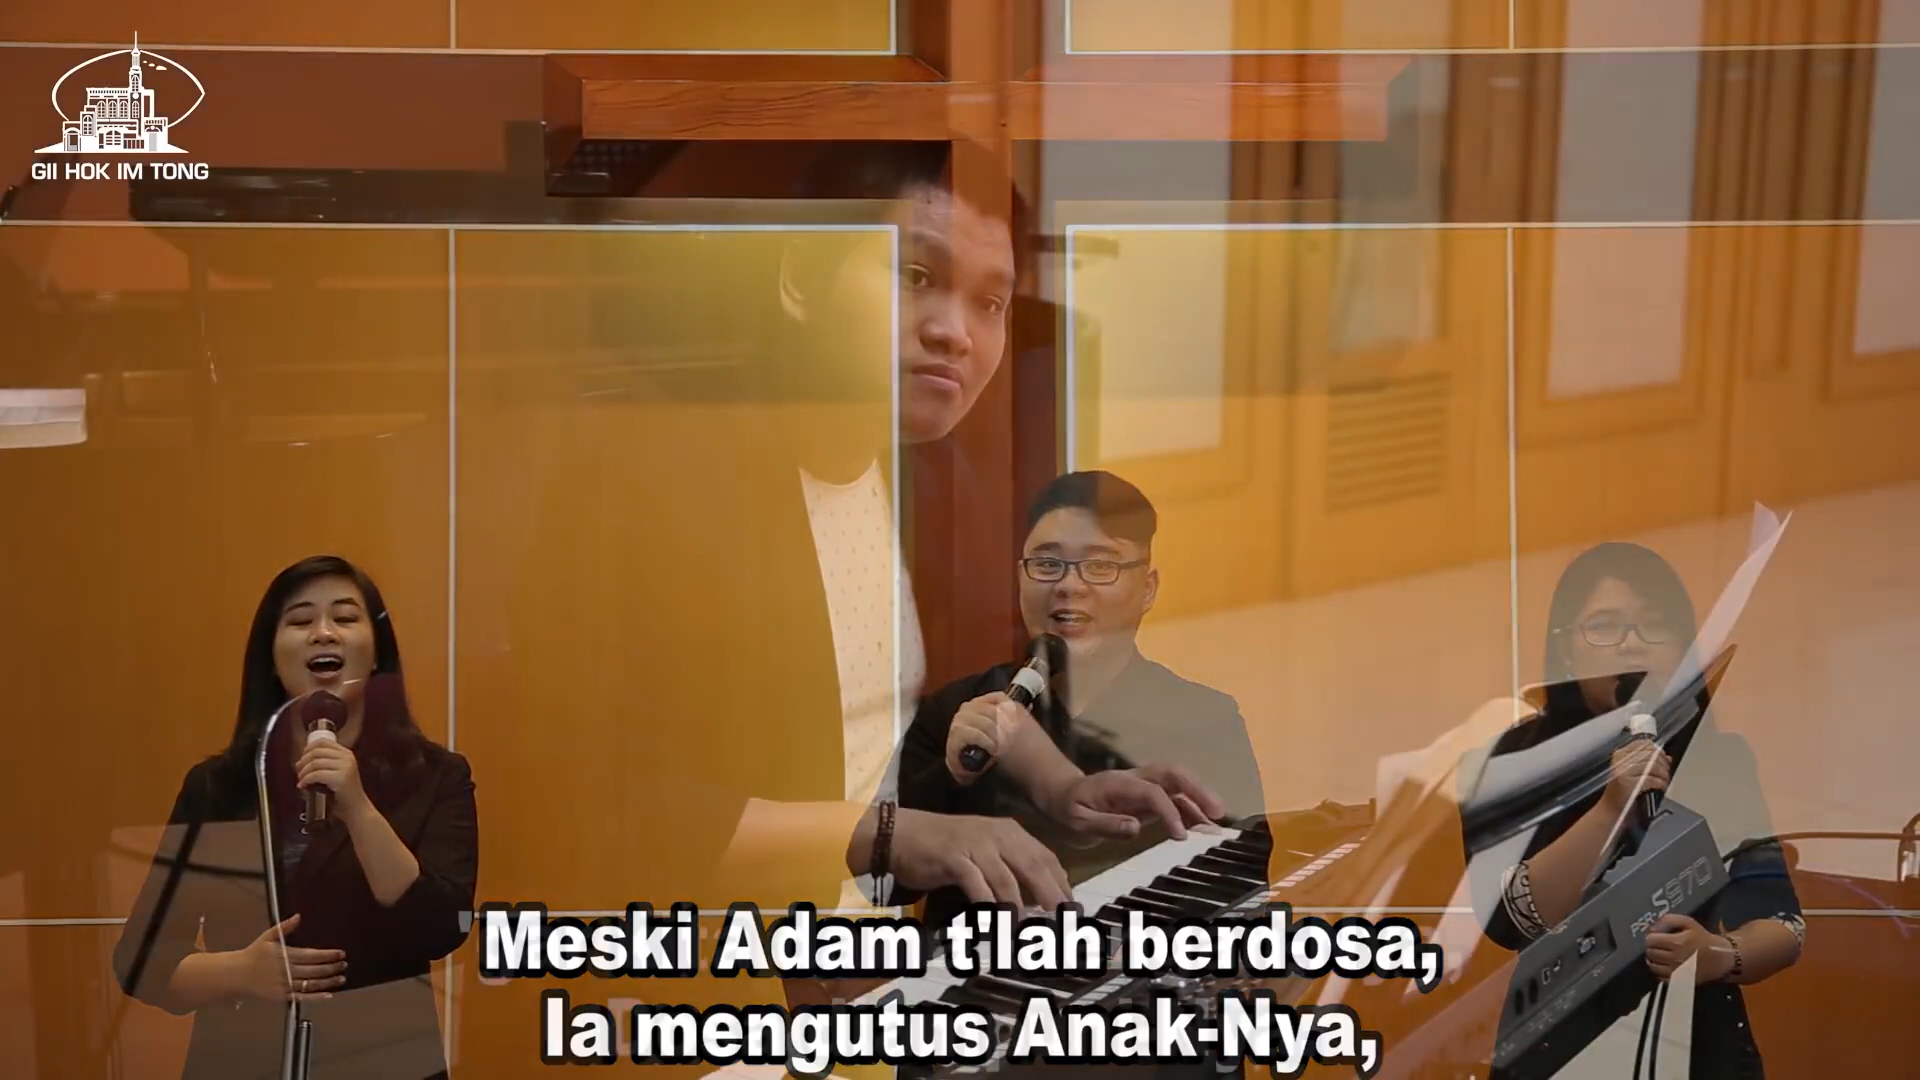 GII HOK IM TONG
Meski Adam t'lah berdosa,
Ia mengutus Anak-Nya,
PSR-S970